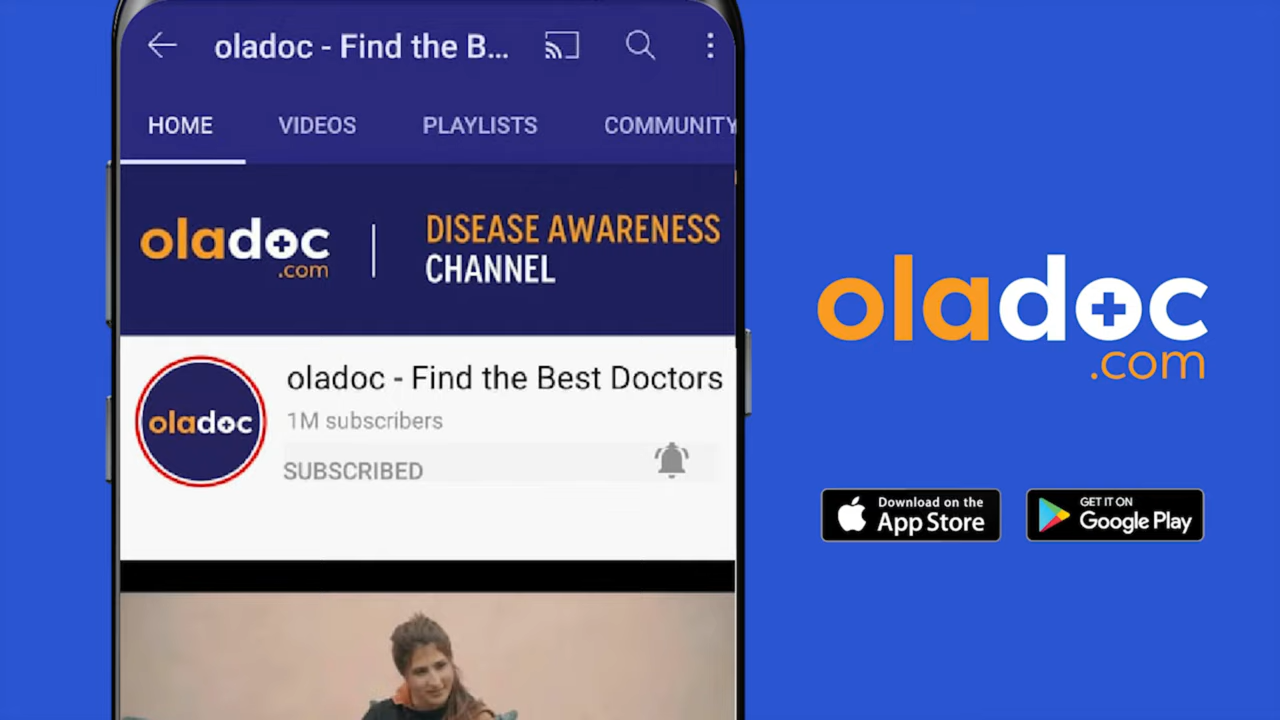 oladoc - Find the B...
HOME VIDEOS PLAYLISTS COMMUNITY
oladoc
.com
DISEASE AWARENESS
CHANNEL
oladoc
oladoc - Find the Best Doctors
1M subscribers
SUBSCRIBED
oladoc
.com
Download on the
App Store
GET IT ON
Google Play